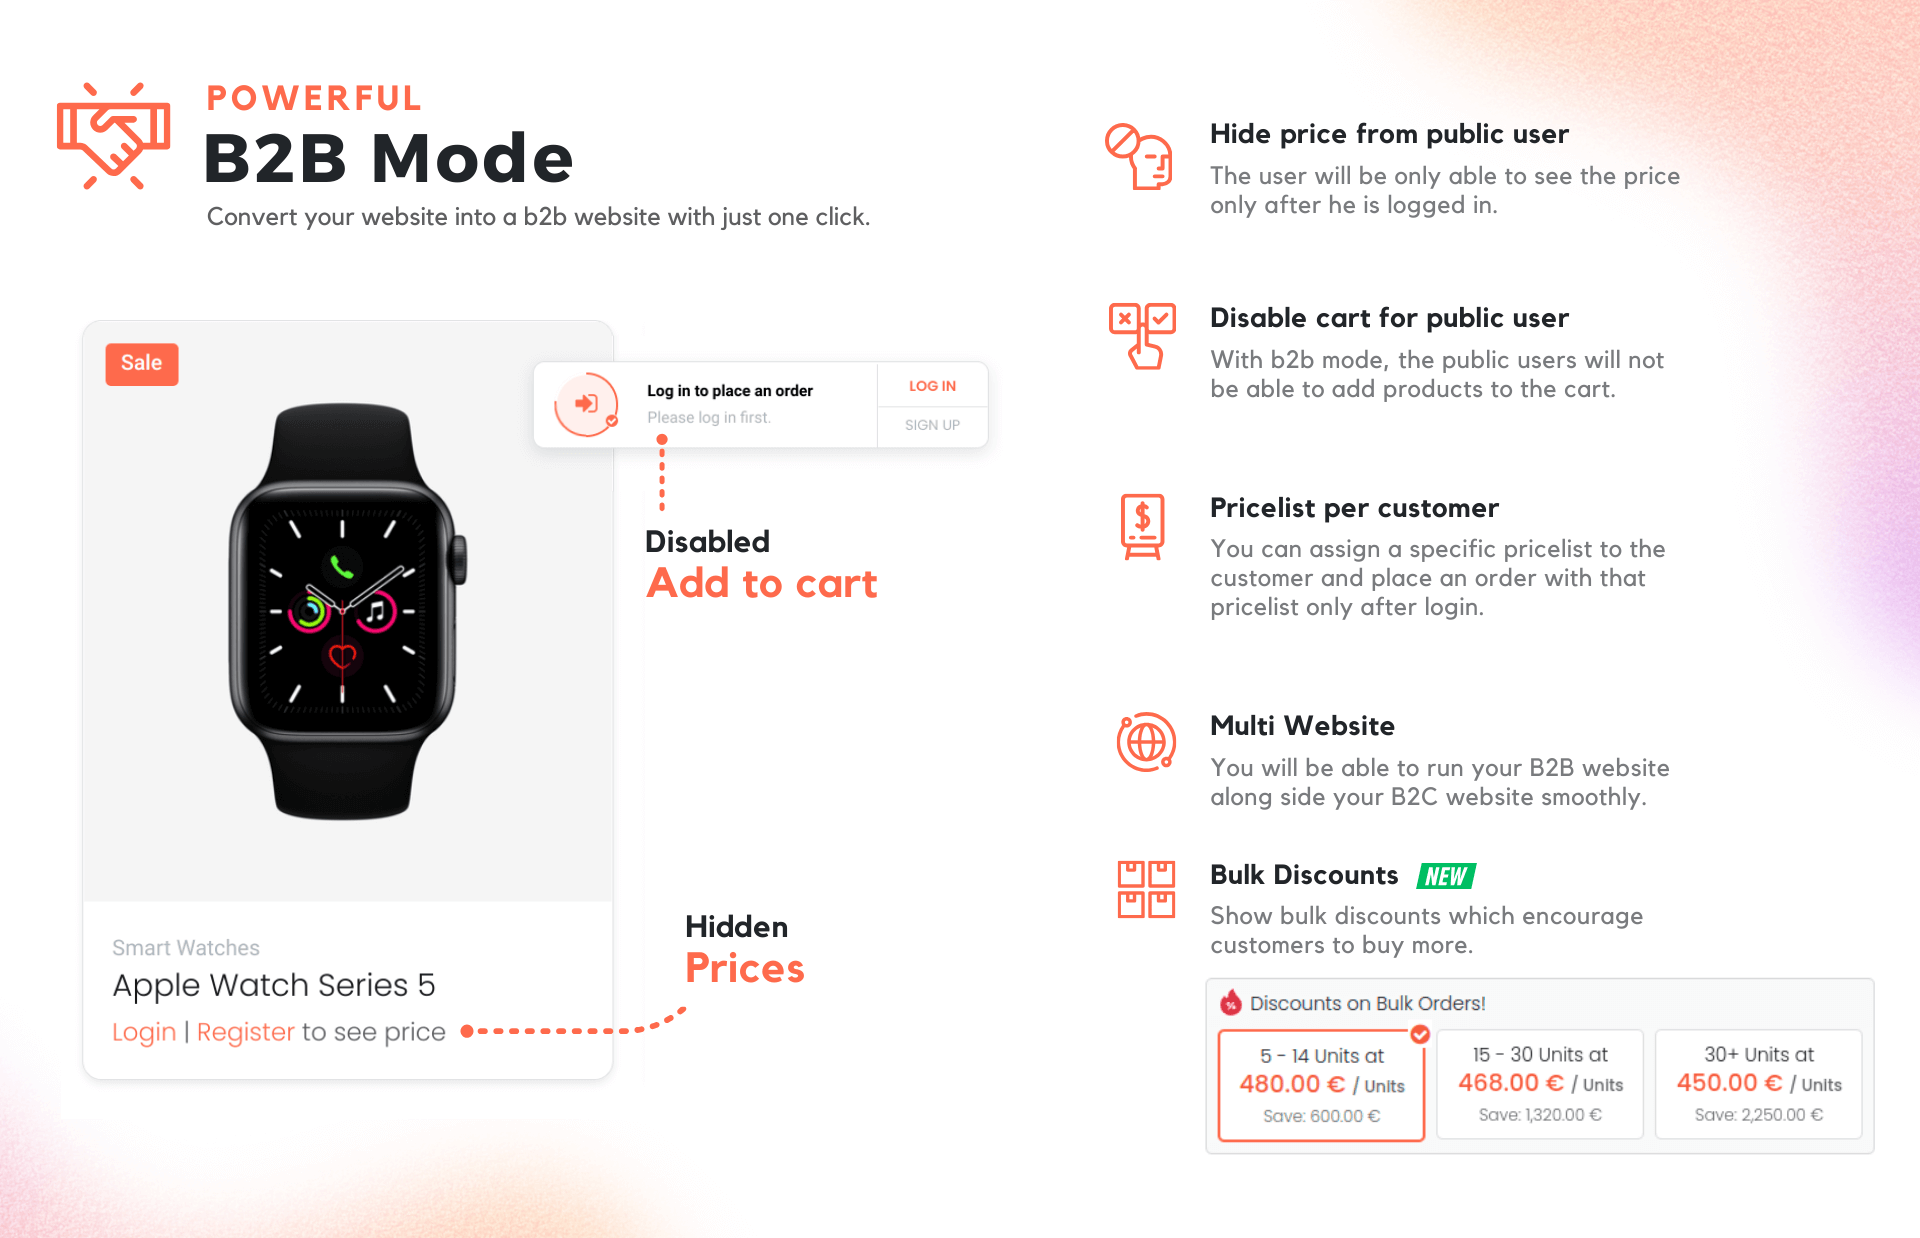 POWERFUL
B2B Mode
Convert your website into a b2b website with just one click.
Sale
Log in to place an order
Please log in first.
LOG IN
SIGN UP
Disabled
Add to cart
Smart Watches
Apple Watch Series 5
Login | Register to see price
Hidden
Prices
Hide price from public user
The user will be only able to see the price
only after he is logged in.
Disable cart for public user
With b2b mode, the public users will not
be able to add products to the cart.
$
Pricelist per customer
You can assign a specific pricelist to the
customer and place an order with that
pricelist only after login.
Multi Website
You will be able to run your B2B website
along side your B2C website smoothly.
Bulk Discounts NEW
Show bulk discounts which encourage
customers to buy more.
% Discounts on Bulk Orders!
5 - 14 Units at
480.00 € / Units
Save: 600.00 €
15 - 30 Units at
468.00 € / Units
Save: 1,320.00 €
30+ Units at
450.00 € / Units
Save: 2,250.00 €